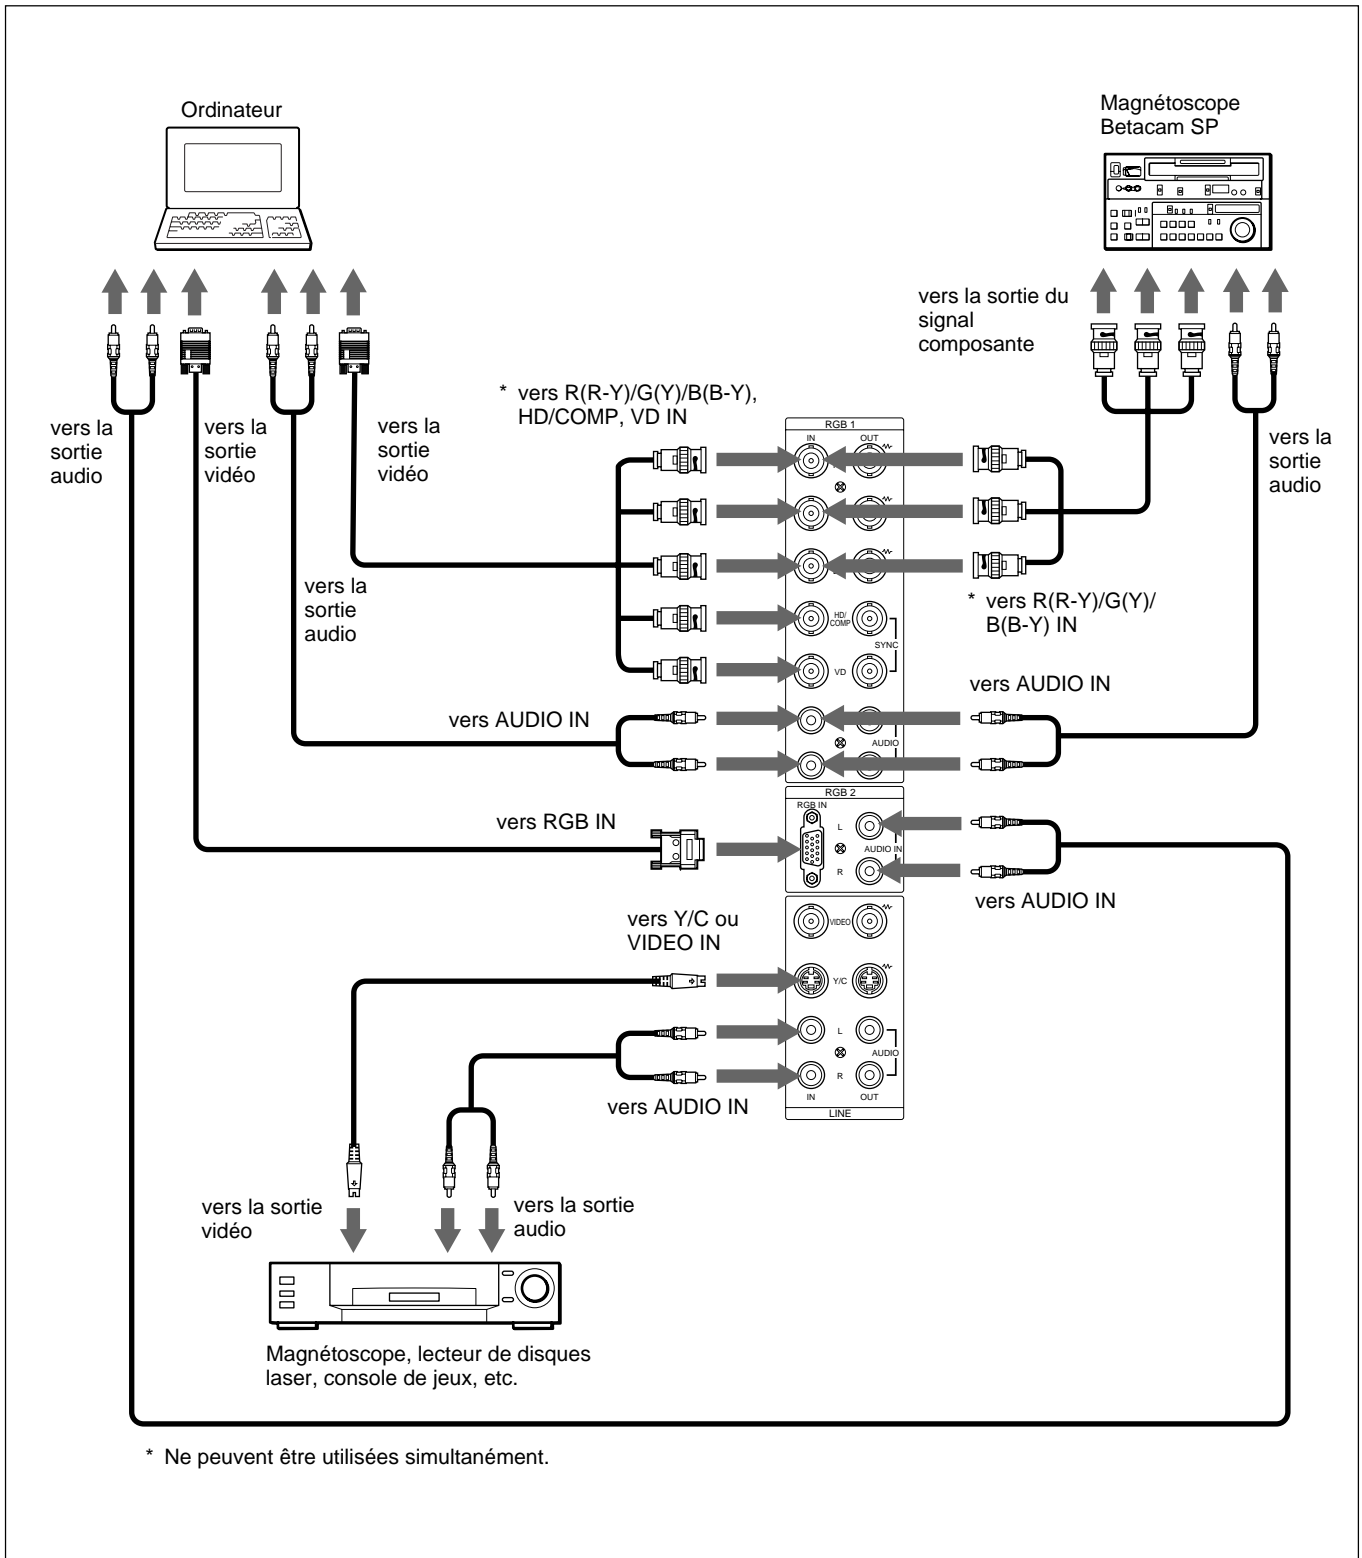 Ordinateur
Magnétoscope
Betacam SP
vers la sortie du
signal
composante
* vers R(R-Y)/G(Y)/B(B-Y),
HD/COMP, VD IN
vers la
sortie
audio
vers la
sortie
vidéo
vers la
sortie
vidéo
vers la
sortie
audio
vers la
sortie
audio
RGB 1
IN
OUT
HD/
COMP
SYNC
VD
AUDIO
* vers R(R-Y)/G(Y)/
B(B-Y) IN
vers AUDIO IN
vers AUDIO IN
RGB 2
RGB IN
L
AUDIO IN
R
vers RGB IN
vers AUDIO IN
vers Y/C ou
VIDEO IN
VIDEO
Y/C
L
AUDIO
R
IN
OUT
LINE
vers AUDIO IN
vers la sortie
vidéo
vers la sortie
audio
Magnétoscope, lecteur de disques
laser, console de jeux, etc.
* Ne peuvent être utilisées simultanément.